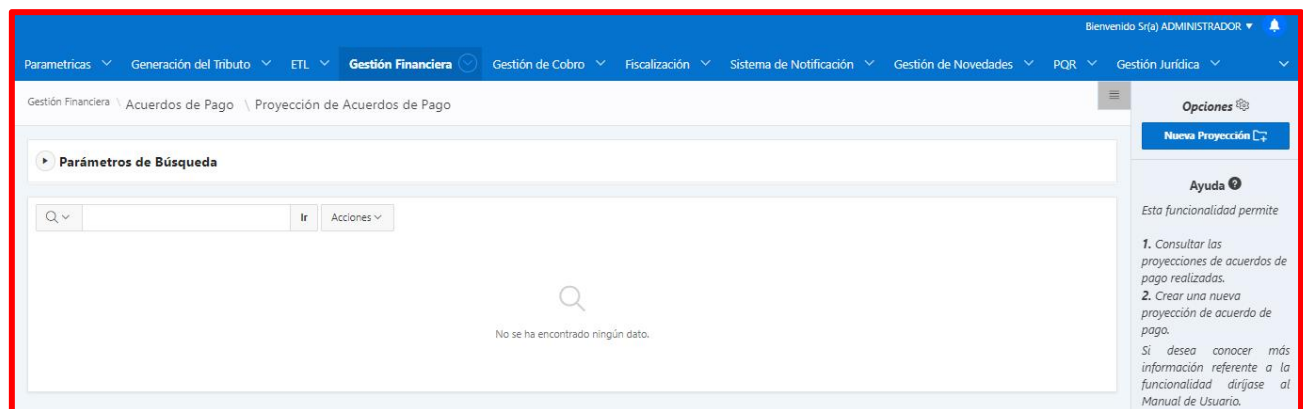 Bienvenido Sr(a) ADMINISTRADOR
Parametricas Generación del Tributo ETL Gestión Financiera Gestión de Cobro Fiscalización Sistema de Notificación Gestión de Novedades PQR Gestión Jurídica
Gestión Financiera \ Acuerdos de Pago \ Proyección de Acuerdos de Pago
Opciones
Nueva Proyección
Parámetros de Búsqueda
Ir Acciones
No se ha encontrado ningún dato.
Ayuda
Esta funcionalidad permite
1. Consultar las
proyecciones de acuerdos de
pago realizadas.
2. Crear una nueva
proyección de acuerdo de
pago.
Si desea conocer más
información referente a la
funcionalidad diríjase al
Manual de Usuario.